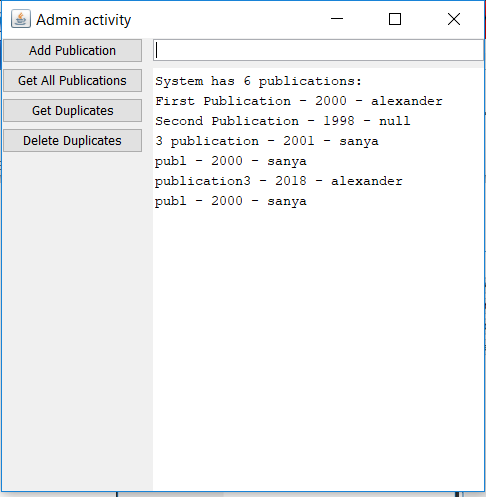 Admin activity
Add Publication
Get All Publications
Get Duplicates
Delete Duplicates
System has 6 publications:
First Publication - 2000 - alexander
Second Publication - 1998 - null
3 publication - 2001 - sanya
publ - 2000 - sanya
publication3 - 2018 - alexander
publ - 2000 - sanya